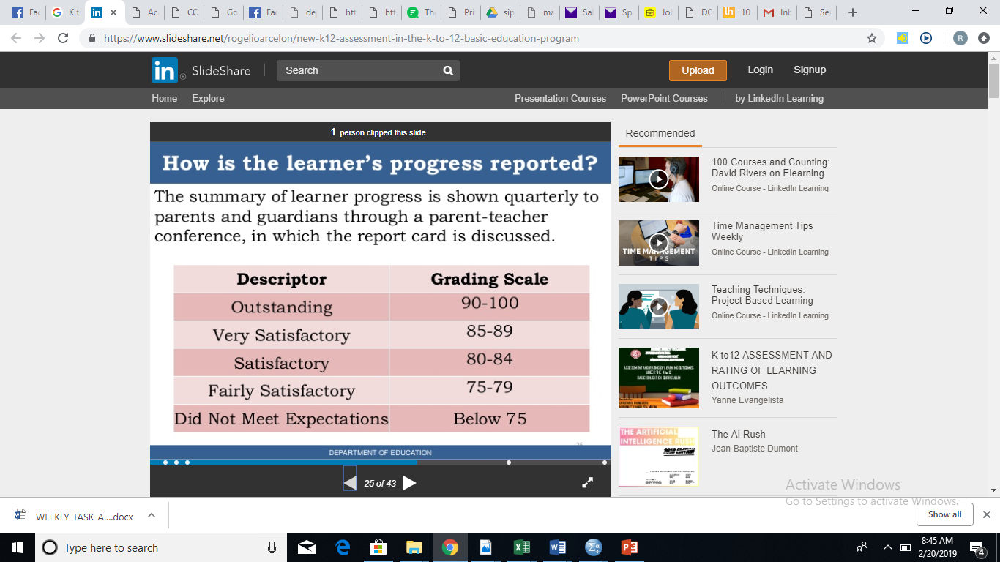 Fac
K t
Ac
CC
Go
Fac
de
htt
htt
Th
Pri
sip
ma
Sal
Sp
Jol
DC
10
Inb
Se
https://www.slideshare.net/rogelioarcelon/new-k12-assessment-in-the-k-to-12-basic-education-program
R
in SlideShare
Search
Upload
Login
Signup
Home
Explore
Presentation Courses
PowerPoint Courses
by LinkedIn Learning
1 person clipped this slide
How is the learner's progress reported?
The summary of learner progress is shown quarterly to
parents and guardians through a parent-teacher
conference, in which the report card is discussed.
Descriptor Grading Scale
Outstanding 90-100
Very Satisfactory 85-89
Satisfactory 80-84
Fairly Satisfactory 75-79
Did Not Meet Expectations Below 75
DEPARTMENT OF EDUCATION
25 of 43
Recommended
100 Courses and Counting:
David Rivers on Elearning
Online Course - LinkedIn Learning
TIME MANAGEMENT
TIPS
Time Management Tips
Weekly
Online Course - LinkedIn Learning
Teaching Techniques:
Project-Based Learning
Online Course - LinkedIn Learning
ASSESSMENT AND RATING OF LEARNING OUTCOMES
UNDER THE K to 12
BASIC EDUCATION CURRICULUM
K to12 ASSESSMENT AND
RATING OF LEARNING
OUTCOMES
Yanne Evangelista
THE ARTIFICIAL
INTELLIGENCE RUSH
2018 EDITION
The AI Rush
Jean-Baptiste Dumont
Activate Windows
Go to Settings to activate Windows.
WEEKLY-TASK-A....docx
Show all
Type here to search
8:45 AM
2/20/2019
4